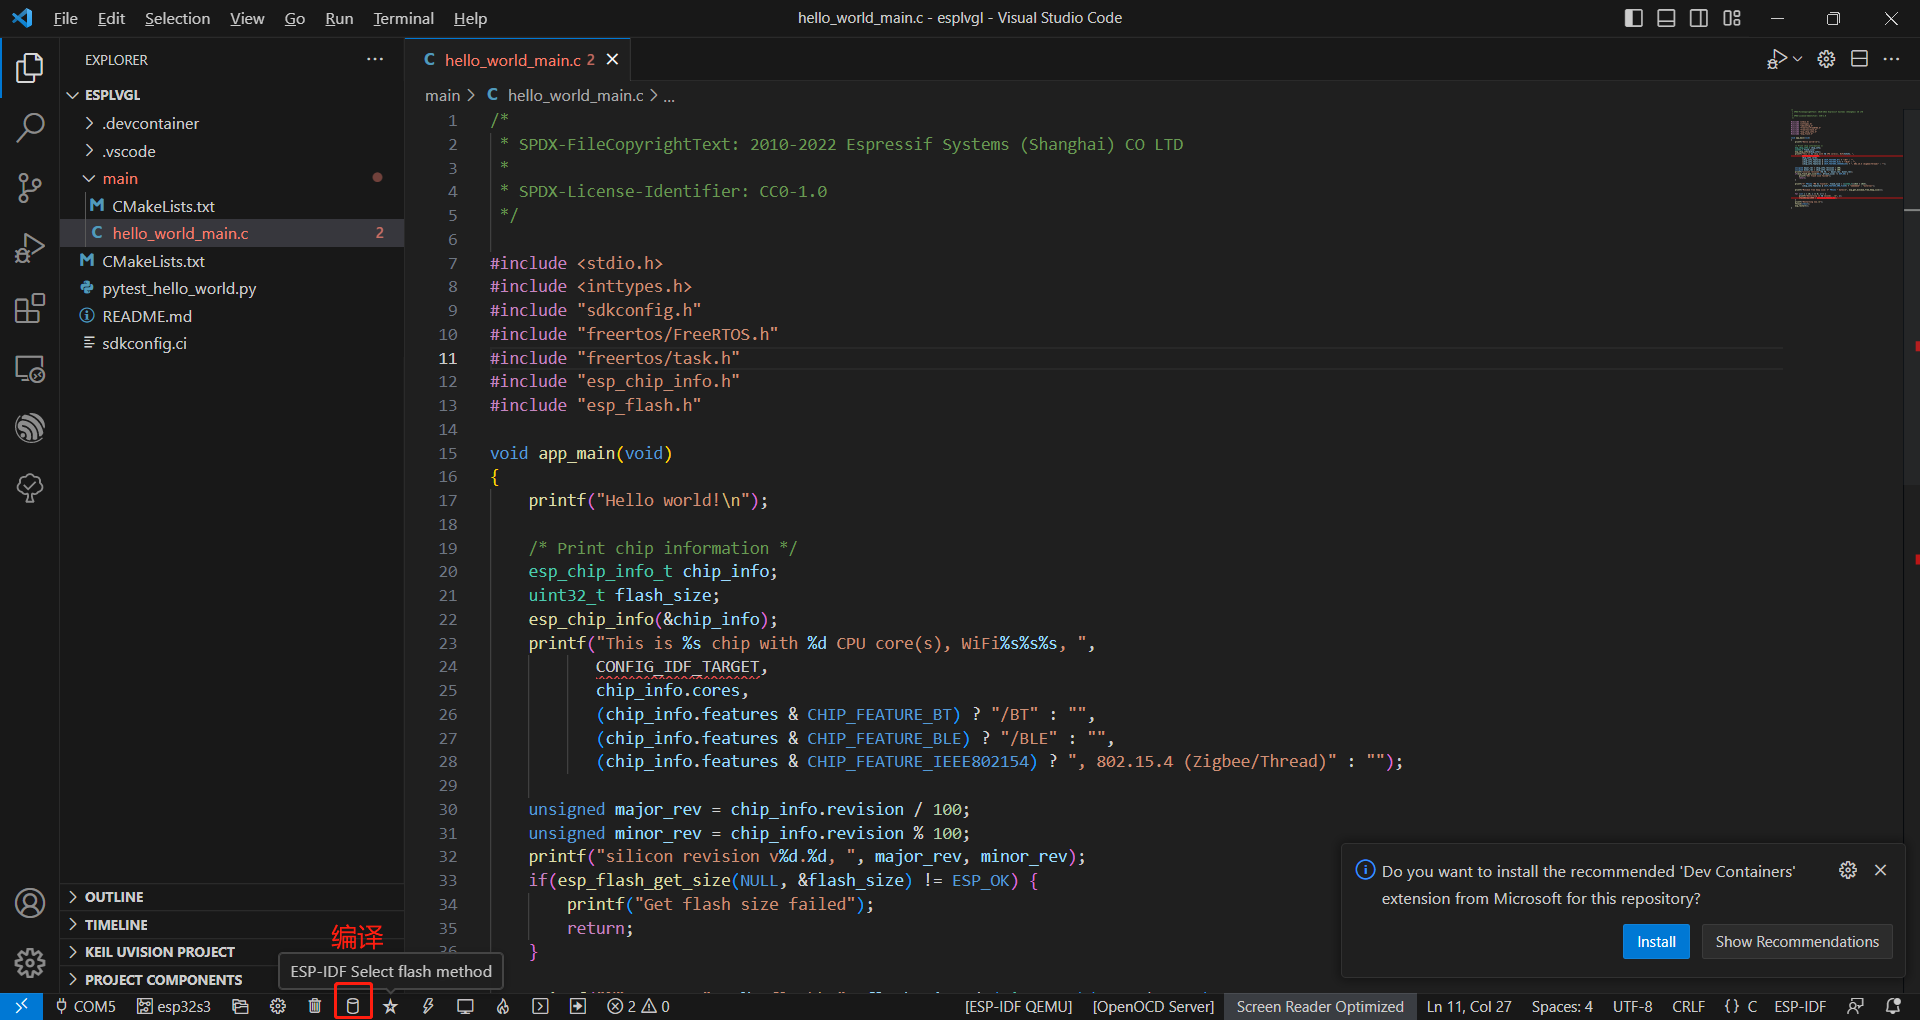 File Edit Selection View Go Run Terminal Help
hello_world_main.c - esplvgl - Visual Studio Code
EXPLORER
ESPLVGL
.devcontainer
.vscode
main
CMakeLists.txt
hello_world_main.c 2
CMakeLists.txt
pytest_hello_world.py
README.md
sdkconfig.ci
OUTLINE
TIMELINE
KEIL UVISION PROJECT
PROJECT COMPONENTS
hello_world_main.c 2
main > C hello_world_main.c > ...
1 /*
2  * SPDX-FileCopyrightText: 2010-2022 Espressif Systems (Shanghai) CO LTD
3  *
4  * SPDX-License-Identifier: CC0-1.0
5  */
6
7 #include <stdio.h>
8 #include <inttypes.h>
9 #include "sdkconfig.h"
10 #include "freertos/FreeRTOS.h"
11 #include "freertos/task.h"
12 #include "esp_chip_info.h"
13 #include "esp_flash.h"
14
15 void app_main(void)
16 {
17     printf("Hello world!\n");
18
19     /* Print chip information */
20     esp_chip_info_t chip_info;
21     uint32_t flash_size;
22     esp_chip_info(&chip_info);
23     printf("This is %s chip with %d CPU core(s), WiFi%s%s%s, ",
24            CONFIG_IDF_TARGET,
25            chip_info.cores,
26            (chip_info.features & CHIP_FEATURE_BT) ? "/BT" : "",
27            (chip_info.features & CHIP_FEATURE_BLE) ? "/BLE" : "",
28            (chip_info.features & CHIP_FEATURE_IEEE802154) ? ", 802.15.4 (Zigbee/Thread)" : "");
29
30     unsigned major_rev = chip_info.revision / 100;
31     unsigned minor_rev = chip_info.revision % 100;
32     printf("silicon revision v%d.%d, ", major_rev, minor_rev);
33     if(esp_flash_get_size(NULL, &flash_size) != ESP_OK) {
34         printf("Get flash size failed");
35         return;
36     }
编译
ESP-IDF Select flash method
Do you want to install the recommended 'Dev Containers'
extension from Microsoft for this repository?
Install Show Recommendations
COM5 esp32s3 2 0 [ESP-IDF QEMU] [OpenOCD Server] Screen Reader Optimized Ln 11, Col 27 Spaces: 4 UTF-8 CRLF {} C ESP-IDF